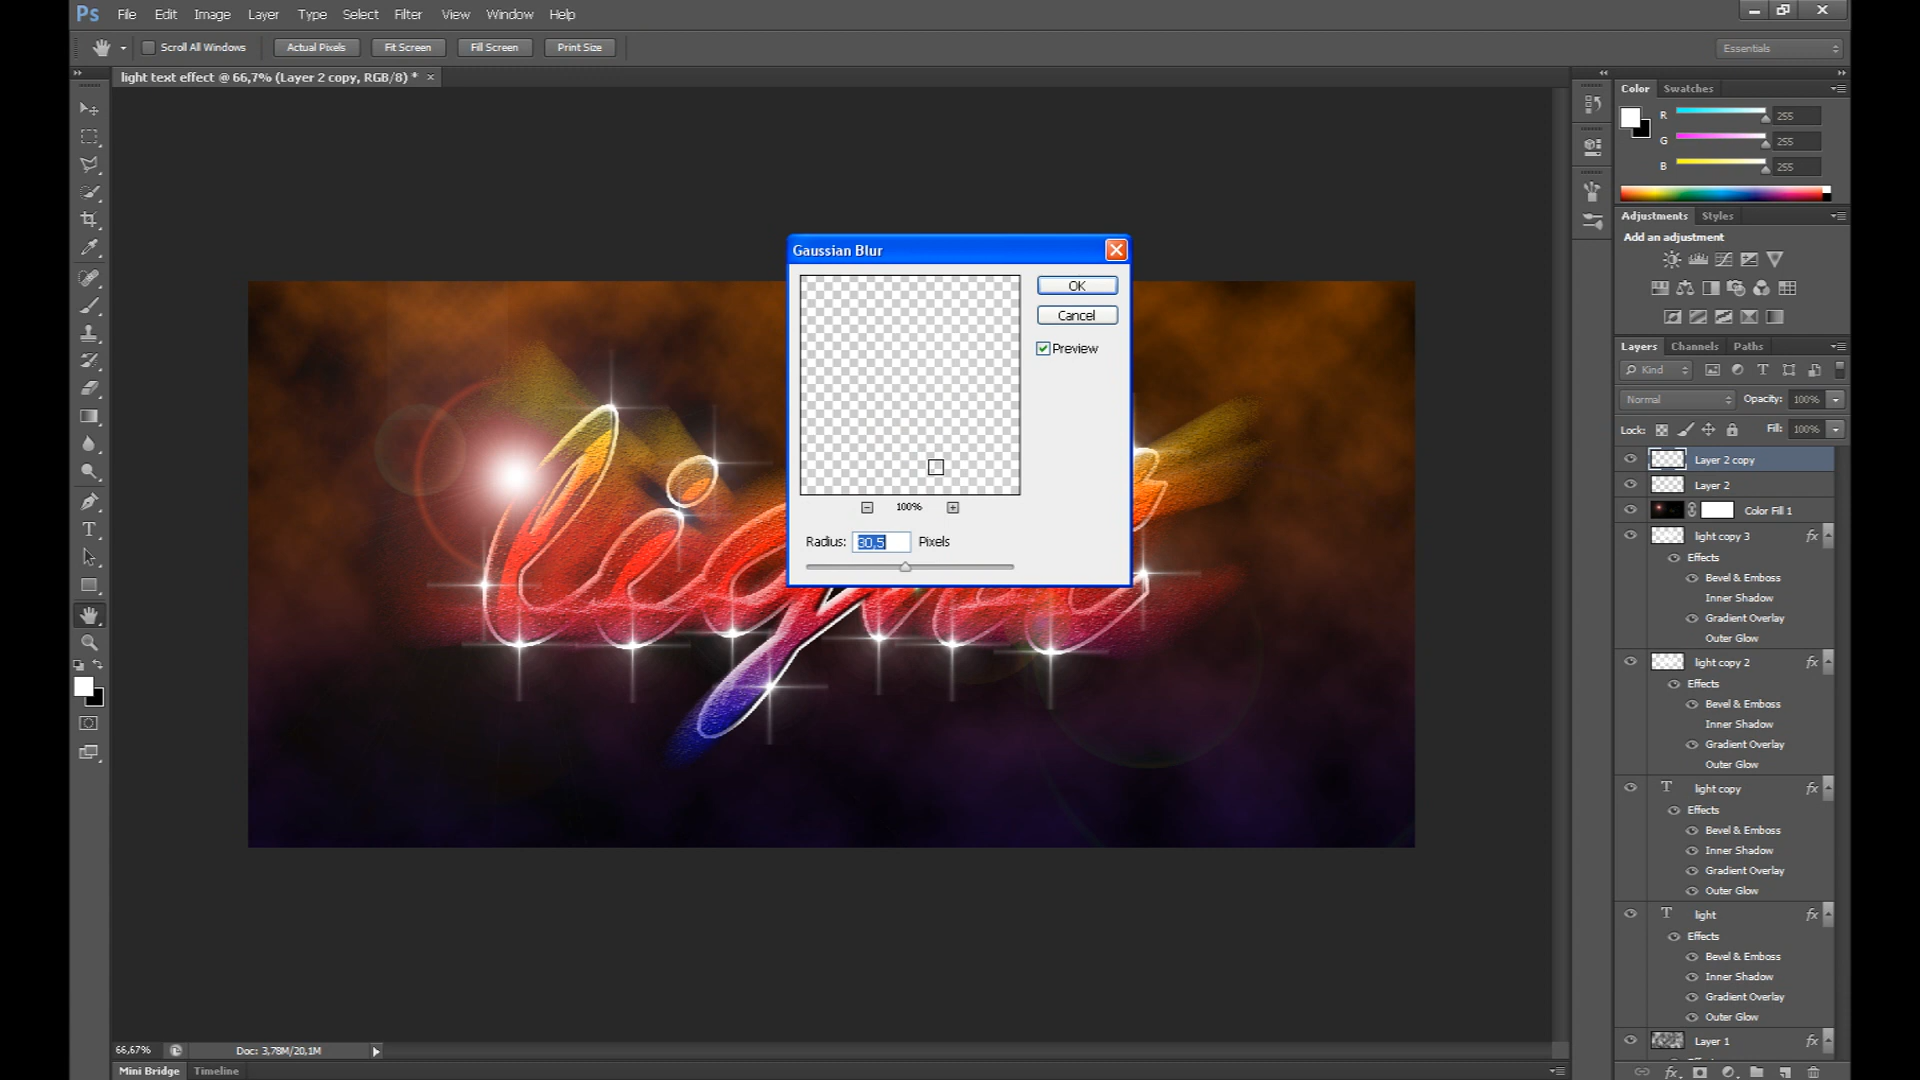 Ps File Edit Image Layer Type Select Filter View Window Help
Scroll All Windows Actual Pixels Fit Screen Fill Screen Print Size Essentials
light text effect @ 66,7% (Layer 2 copy, RGB/8) *
Color Swatches
R 255
G 255
B 255
Adjustments Styles
Add an adjustment
Layers Channels Paths
Kind
Normal Opacity: 100%
Lock: Fill: 100%
Layer 2 copy
Layer 2
Color Fill 1
light copy 3 fx
Effects
Bevel & Emboss
Inner Shadow
Gradient Overlay
Outer Glow
light copy 2 fx
Effects
Bevel & Emboss
Inner Shadow
Gradient Overlay
Outer Glow
T light copy fx
Effects
Bevel & Emboss
Inner Shadow
Gradient Overlay
Outer Glow
T light fx
Effects
Bevel & Emboss
Inner Shadow
Gradient Overlay
Outer Glow
Layer 1 fx
Gaussian Blur
OK
Cancel
Preview
100%
Radius: 30,5 Pixels
66,67% Doc: 3,78M/20,1M
Mini Bridge Timeline